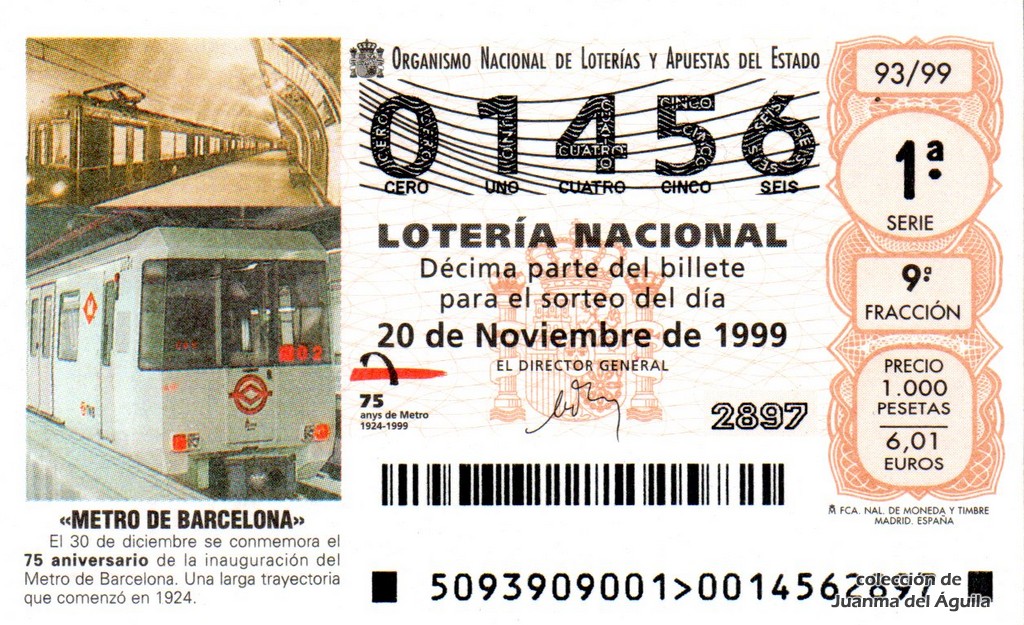 ORGANISMO NACIONAL DE LOTERÍAS Y APUESTAS DEL ESTADO
01456
CERO UNO CUATRO CINCO SEIS
LOTERÍA NACIONAL
Décima parte del billete
para el sorteo del día
20 de Noviembre de 1999
EL DIRECTOR GENERAL
75
anys de Metro
1924-1999
2897
93/99
1ª
SERIE
9ª
FRACCIÓN
PRECIO
1.000
PESETAS
6,01
EUROS
FCA. NAL. DE MONEDA Y TIMBRE
MADRID. ESPAÑA
«METRO DE BARCELONA»
El 30 de diciembre se conmemora el
75 aniversario de la inauguración del
Metro de Barcelona. Una larga trayectoria
que comenzó en 1924.
5093909001>0014562897
colección de
Juanma del Águila